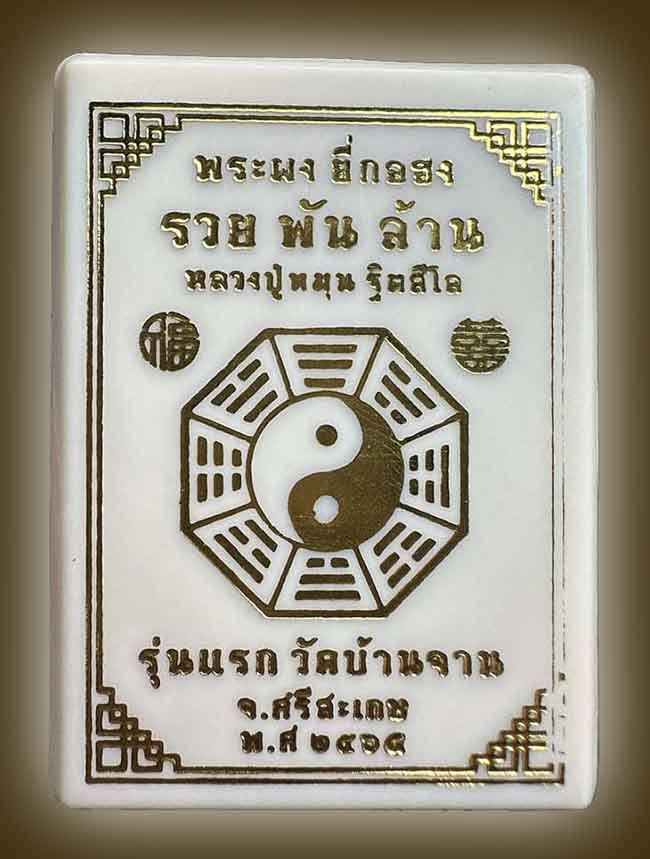 พระผง ยี่กอฮง
รวย พัน ล้าน
หลวงปู่หมุน ฐิตสีโล
福 囍
รุ่นแรก วัดบ้านจาน
จ.ศรีสะเกษ
พ.ศ ๒๕๖๕